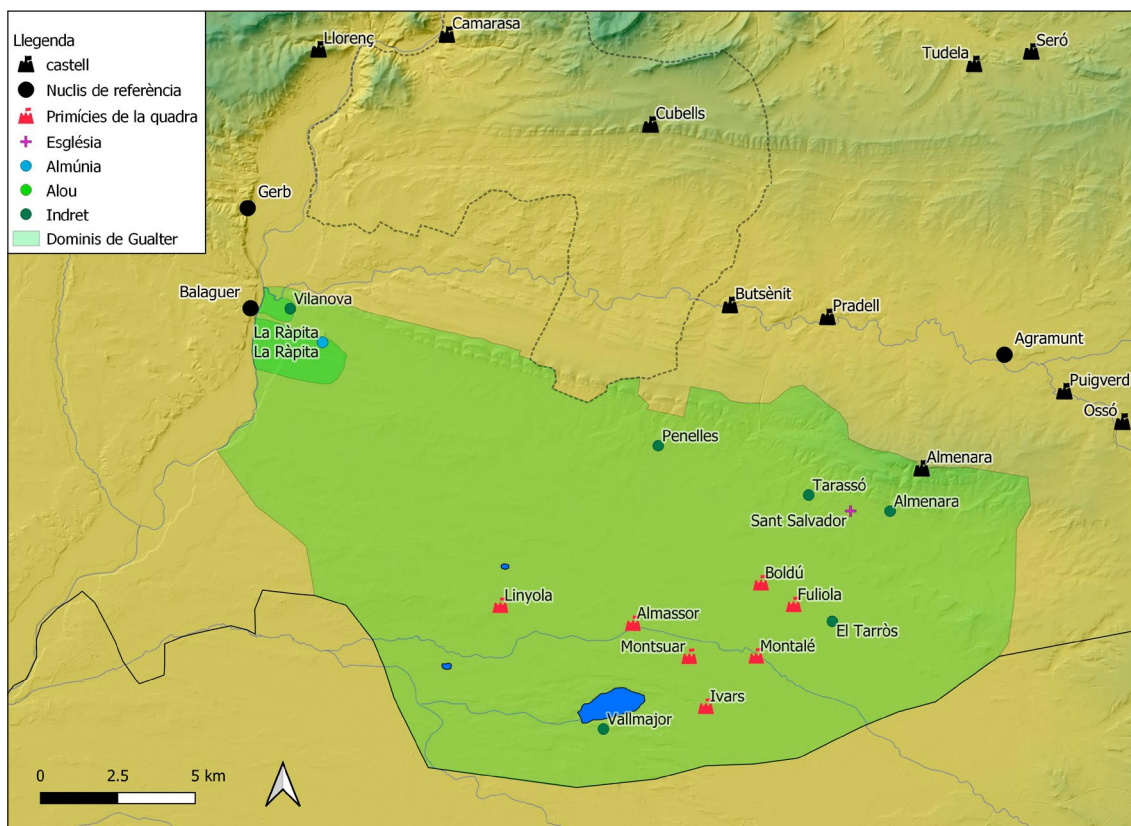 Llegenda
castell
Nuclis de referència
Primícies de la quadra
Església
Almúnia
Alou
Indret
Dominis de Gualter
Camarasa
Llorenç
Seró
Tudela
Cubells
Gerb
Balaguer
Vilanova
Butsènit
Pradell
La Ràpita
La Ràpita
Agramunt
Puigverd
Ossó
Penelles
Almenara
Tarassó
Almenara
Sant Salvador
Boldú
Linyola
Fuliola
Almassor
El Tarròs
Montsuar
Montalé
Ivars
Vallmajor
0 2.5 5 km